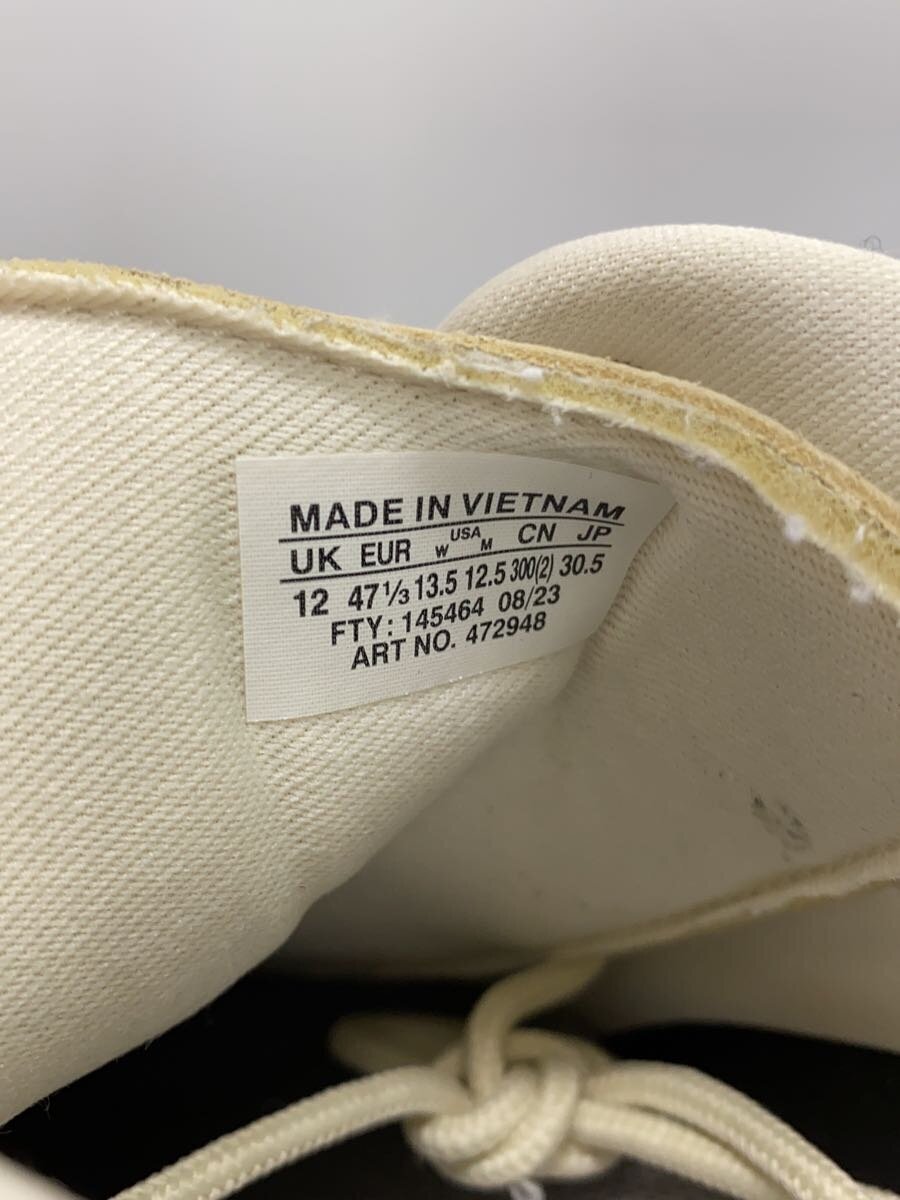 MADE IN VIETNAM
UK EUR W USA M CN JP
12 47⅓ 13.5 12.5 300(2) 30.5
FTY: 145464 08/23
ART NO. 472948